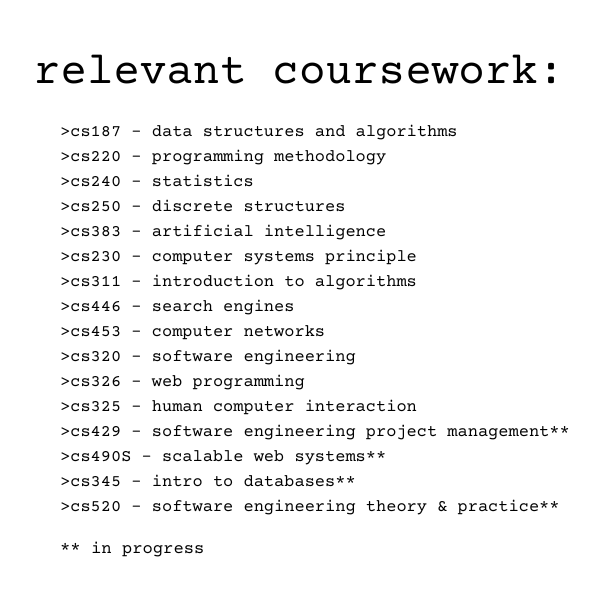 relevant coursework:
>cs187 - data structures and algorithms
>cs220 - programming methodology
>cs240 - statistics
>cs250 - discrete structures
>cs383 - artificial intelligence
>cs230 - computer systems principle
>cs311 - introduction to algorithms
>cs446 - search engines
>cs453 - computer networks
>cs320 - software engineering
>cs326 - web programming
>cs325 - human computer interaction
>cs429 - software engineering project management**
>cs490S - scalable web systems**
>cs345 - intro to databases**
>cs520 - software engineering theory & practice**
** in progress